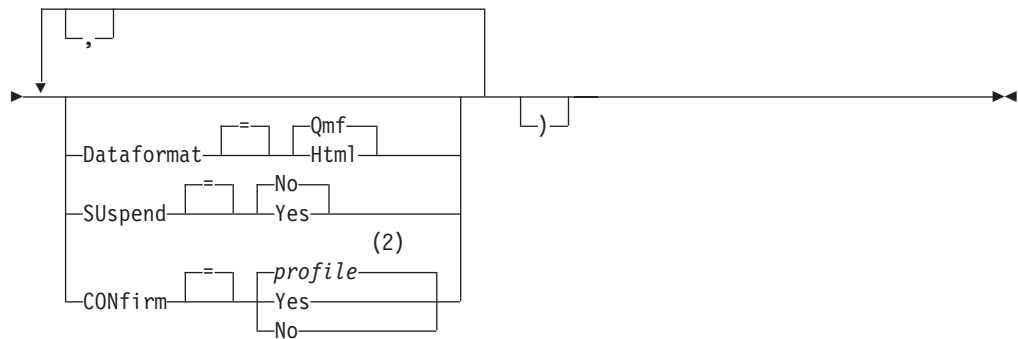 ,
)
= Qmf
Dataformat Html
= No
SUspend Yes
(2)
= profile
CONfirm Yes
No